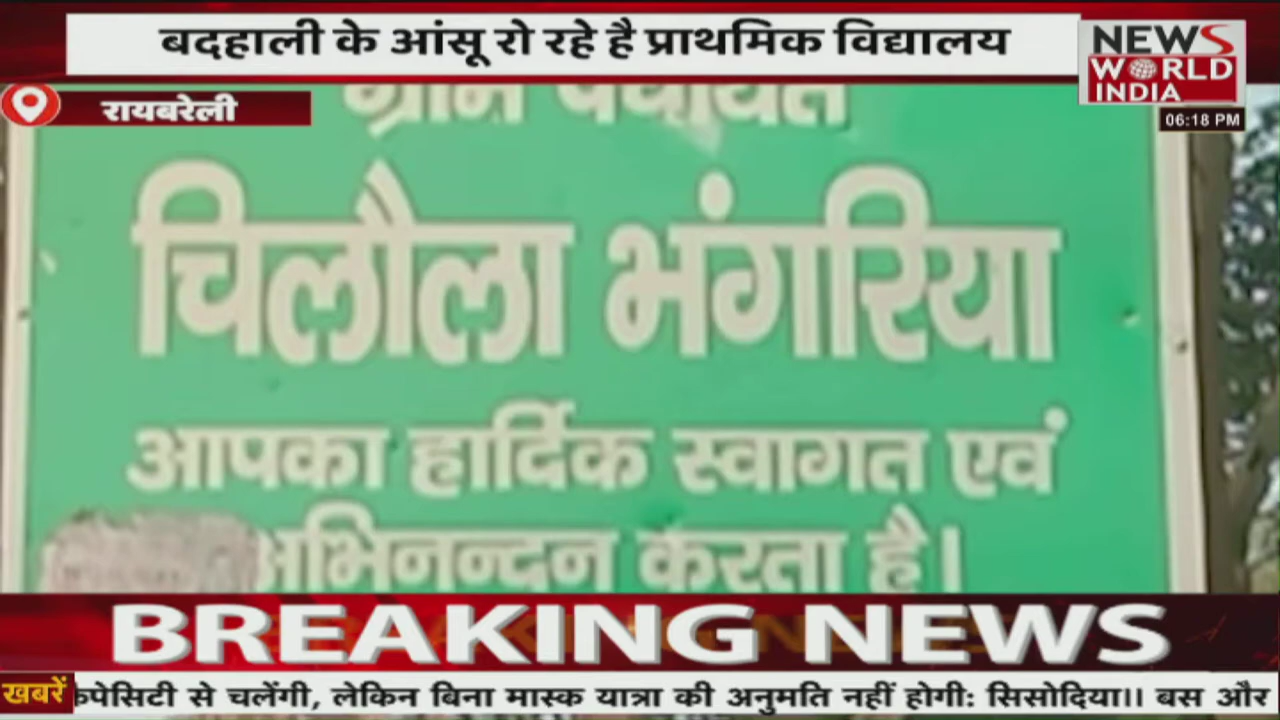 बदहाली के आंसू रो रहे है प्राथमिक विद्यालय
NEWS
WORLD
INDIA
06:18 PM
रायबरेली
ग्राम पंचायत
चिलौला भंगरिया
आपका हार्दिक स्वागत एवं
अभिनन्दन करता है।
BREAKING NEWS
खबरें
कैपेसिटी से चलेंगी, लेकिन बिना मास्क यात्रा की अनुमति नहीं होगी: सिसोदिया।। बस और